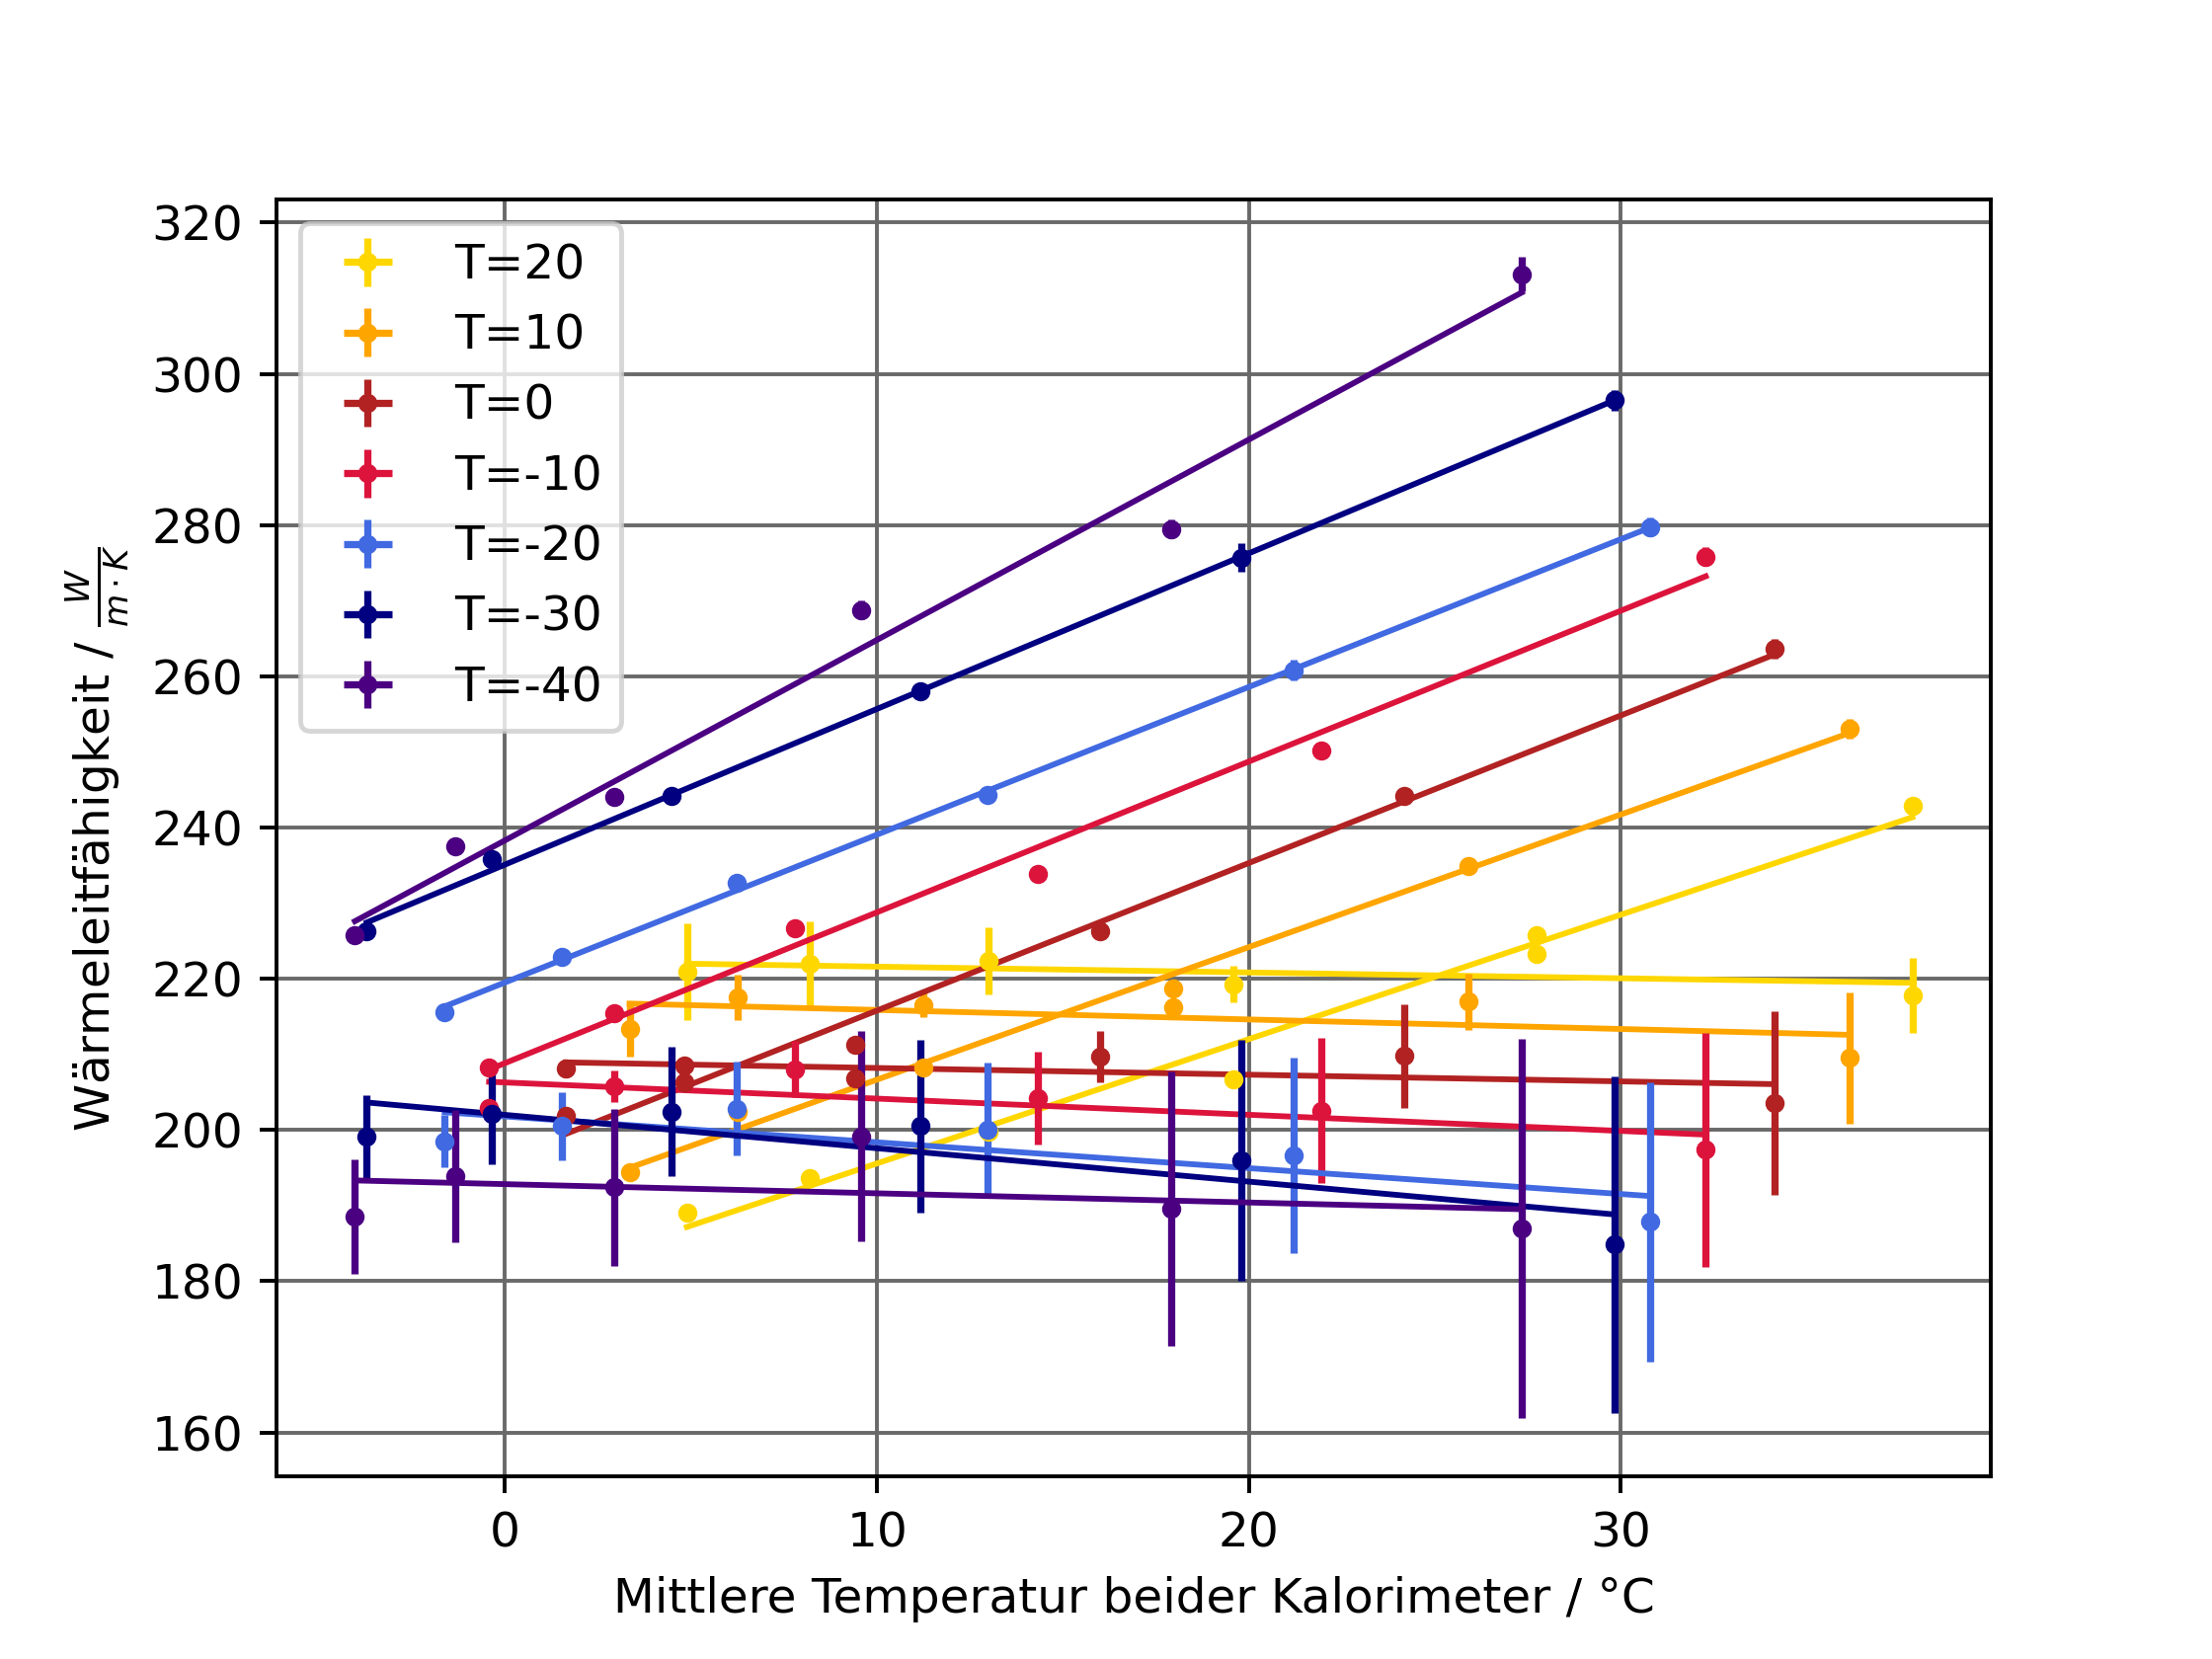 320
300
280
260
240
220
200
180
160
T=20
T=10
T=0
T=-10
T=-20
T=-30
T=-40
Wärmeleitfähigkeit / W/(m · K)
0 10 20 30
Mittlere Temperatur beider Kalorimeter / °C